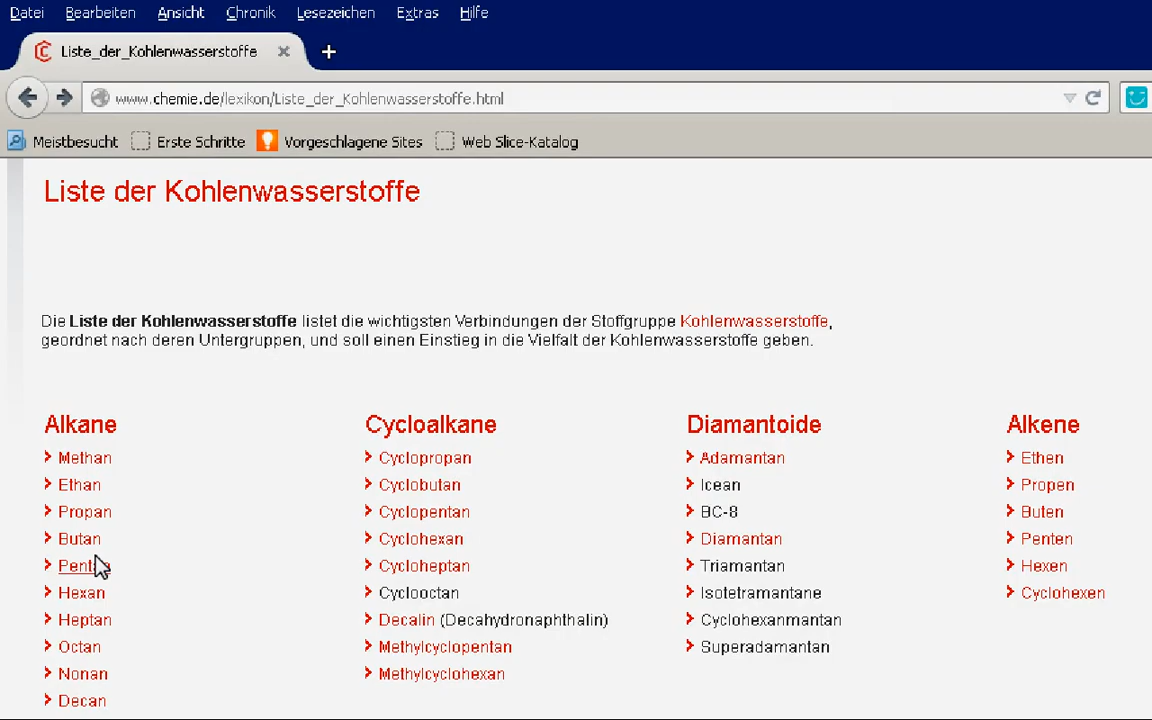 Datei Bearbeiten Ansicht Chronik Lesezeichen Extras Hilfe
Liste_der_Kohlenwasserstoffe
www.chemie.de/lexikon/Liste_der_Kohlenwasserstoffe.html
Meistbesucht Erste Schritte Vorgeschlagene Sites Web Slice-Katalog
Liste der Kohlenwasserstoffe
Die Liste der Kohlenwasserstoffe listet die wichtigsten Verbindungen der Stoffgruppe Kohlenwasserstoffe,
geordnet nach deren Untergruppen, und soll einen Einstieg in die Vielfalt der Kohlenwasserstoffe geben.
Alkane
Methan
Ethan
Propan
Butan
Pentan
Hexan
Heptan
Octan
Nonan
Decan
Cycloalkane
Cyclopropan
Cyclobutan
Cyclopentan
Cyclohexan
Cycloheptan
Cyclooctan
Decalin (Decahydronaphthalin)
Methylcyclopentan
Methylcyclohexan
Diamantoide
Adamantan
Icean
BC-8
Diamantan
Triamantan
Isotetramantane
Cyclohexanmantan
Superadamantan
Alkene
Ethen
Propen
Buten
Penten
Hexen
Cyclohexen